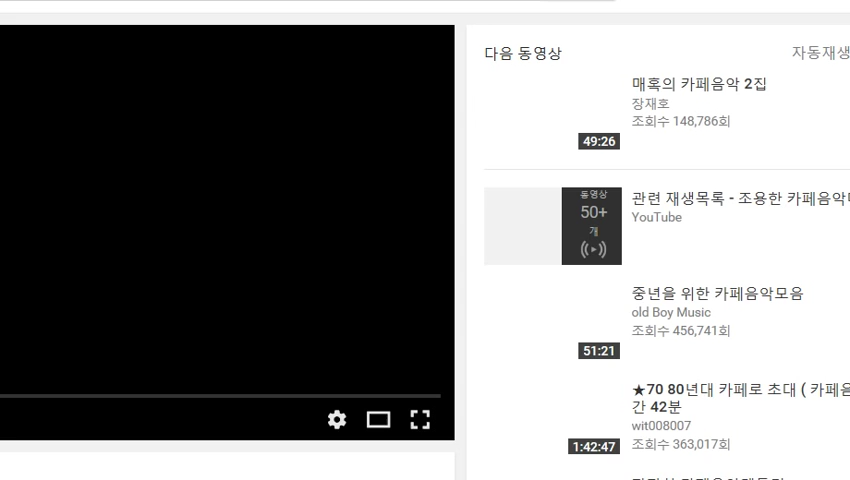 다음 동영상
자동재생
매혹의 카페음악 2집
장재호
조회수 148,786회
49:26
동영상
50+
개
관련 재생목록 - 조용한 카페음악
YouTube
중년을 위한 카페음악모음
old Boy Music
조회수 456,741회
51:21
★70 80년대 카페로 초대 ( 카페음
간 42분
wit008007
조회수 363,017회
1:42:47